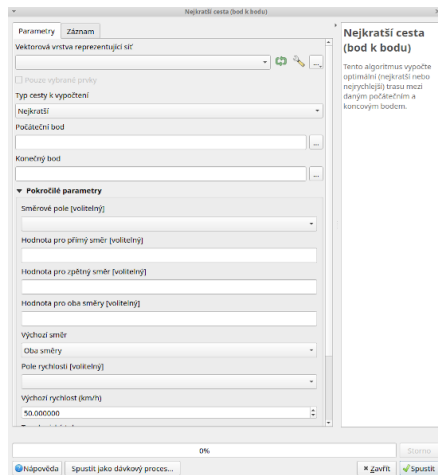 Nejkratší cesta (bod k bodu)
Parametry
Záznam
Vektorová vrstva reprezentující síť
Pouze vybrané prvky
Typ cesty k vypočtení
Nejkratší
Počáteční bod
...
Konečný bod
...
Pokročilé parametry
Směrové pole [volitelný]
Hodnota pro přímý směr [volitelný]
Hodnota pro zpětný směr [volitelný]
Hodnota pro oba směry [volitelný]
Výchozí směr
Oba směry
Pole rychlosti [volitelný]
Výchozí rychlost (km/h)
50.000000
Nejkratší cesta
(bod k bodu)
Tento algoritmus vypočte
optimální (nejkratší nebo
nejrychlejší) trasu mezi
daným počátečním a
koncovým bodem.
0%
Storno
Nápověda
Spustit jako dávkový proces...
Zavřít
Spustit